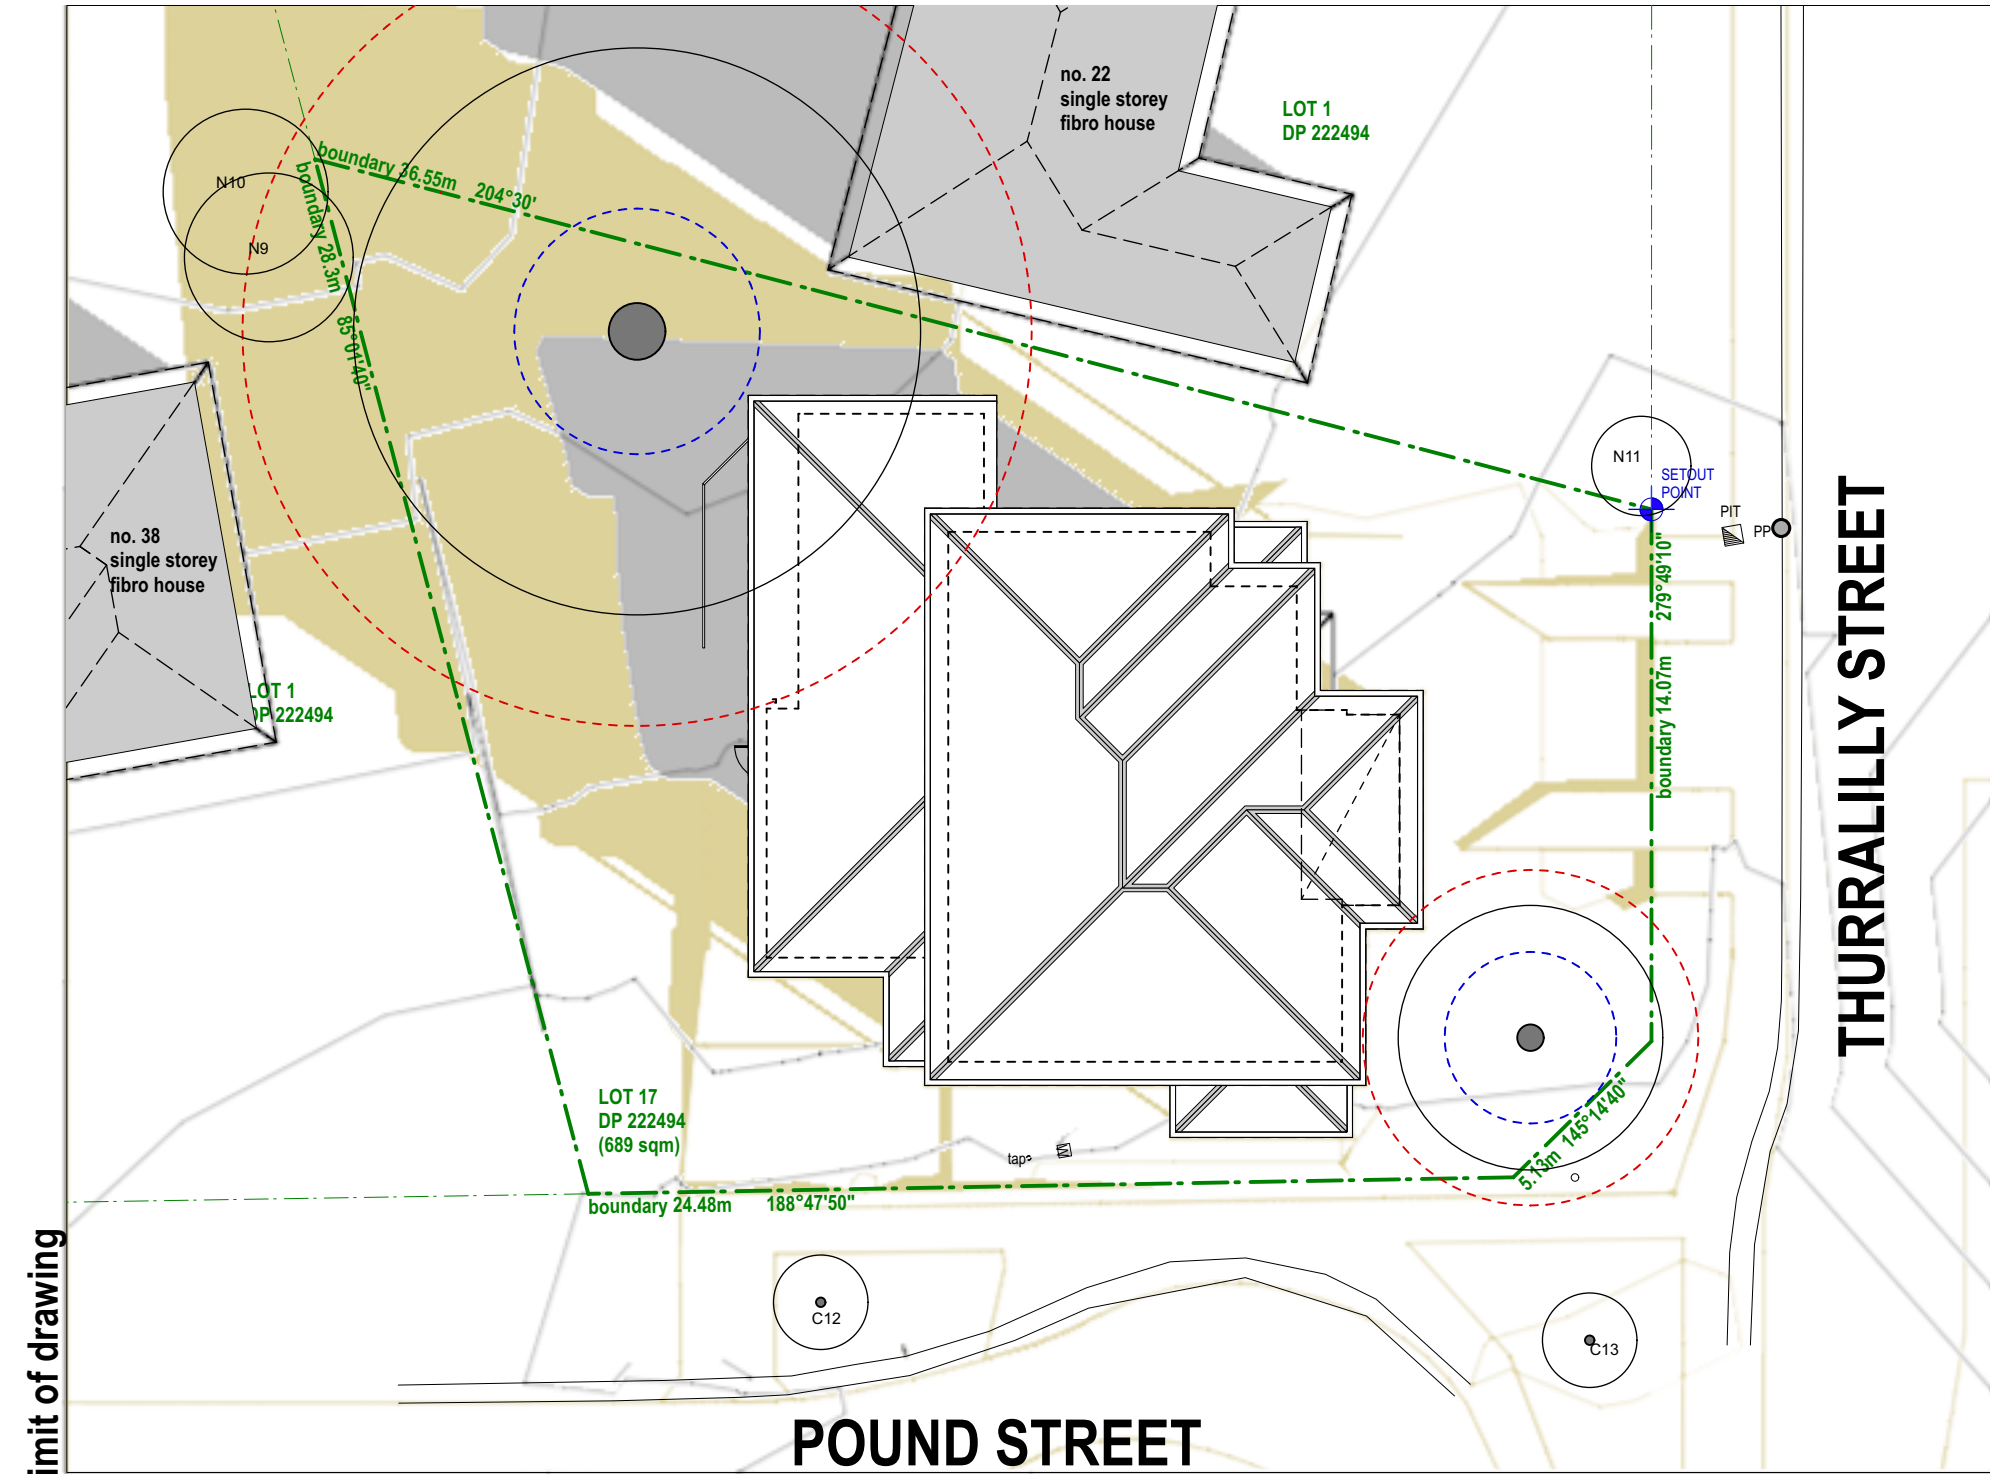 no. 22
single storey
fibro house
LOT 1
DP 222494
boundary 36.55m 204°30'
N10
N9
boundary 28.3m 85°01'40"
N11
SETOUT
POINT
PIT
PP
279°49'10"
boundary 14.07m
THURRALILLY STREET
no. 38
single storey
fibro house
LOT 1
DP 222494
LOT 17
DP 222494
(689 sqm)
tap
5.13m 145°14'40"
boundary 24.48m 188°47'50"
C12
C13
imit of drawing
POUND STREET